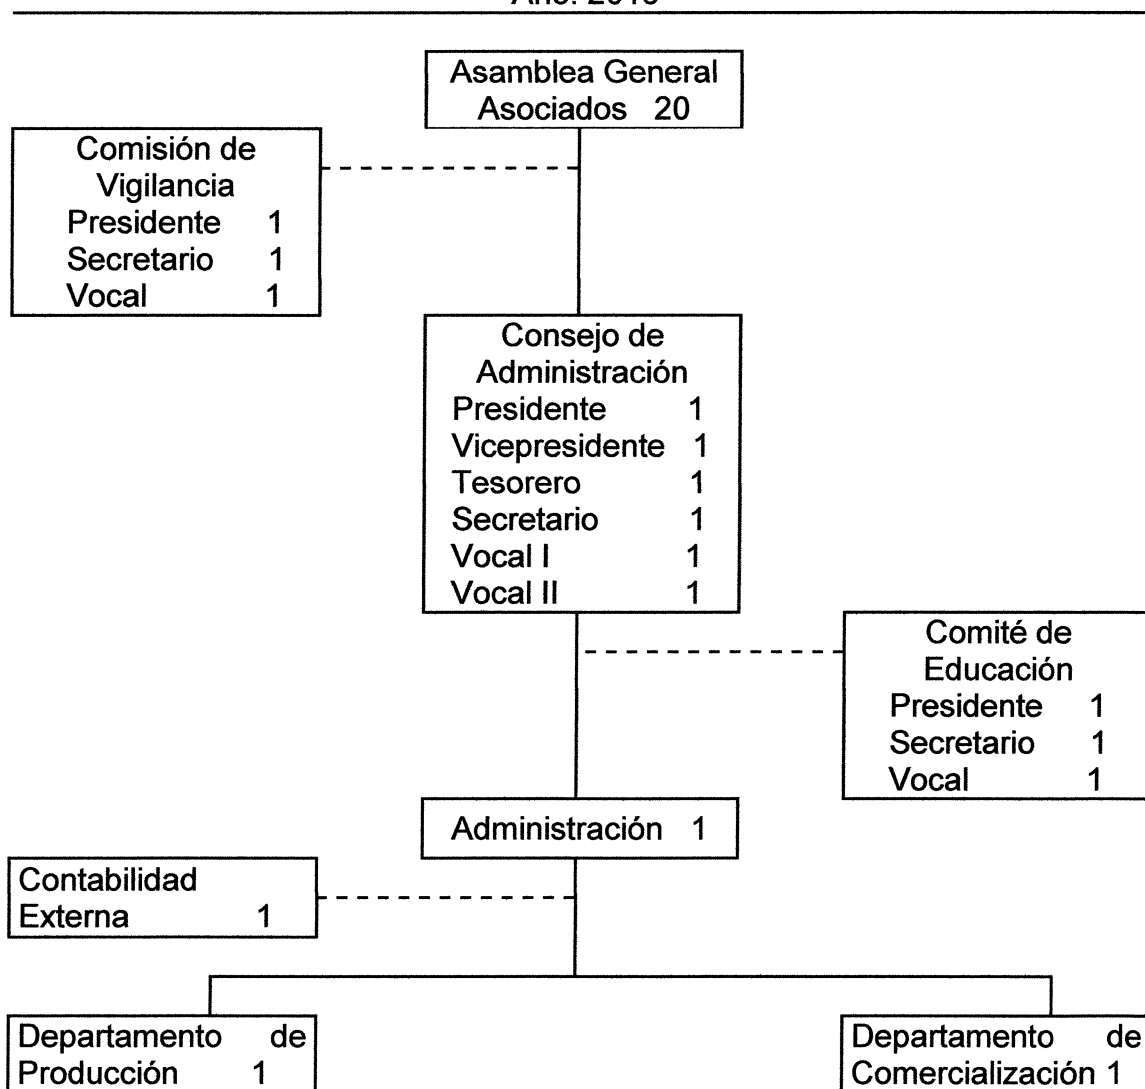 Asamblea General
Asociados 20
Comisión de
Vigilancia
Presidente 1
Secretario 1
Vocal 1
Consejo de
Administración
Presidente 1
Vicepresidente 1
Tesorero 1
Secretario 1
Vocal I 1
Vocal II 1
Comité de
Educación
Presidente 1
Secretario 1
Vocal 1
Administración 1
Contabilidad
Externa 1
Departamento de
Producción 1
Departamento de
Comercialización 1